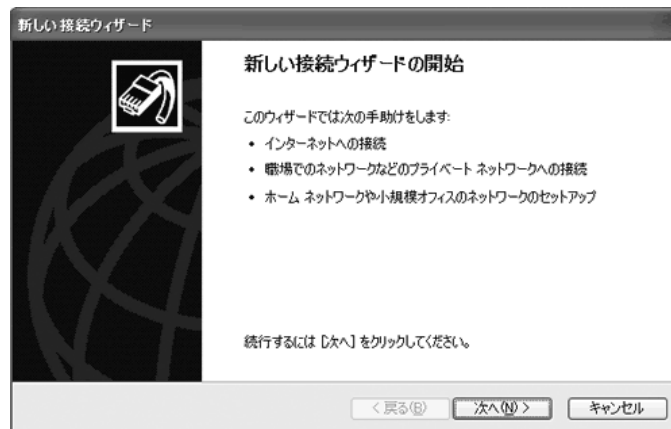 新しい接続ウィザード
新しい接続ウィザードの開始
このウィザードでは次の手助けをします:
• インターネットへの接続
• 職場でのネットワークなどのプライベート ネットワークへの接続
• ホーム ネットワークや小規模オフィスのネットワークのセットアップ
続行するには [次へ] をクリックしてください。
< 戻る(B)
次へ(N) >
キャンセル